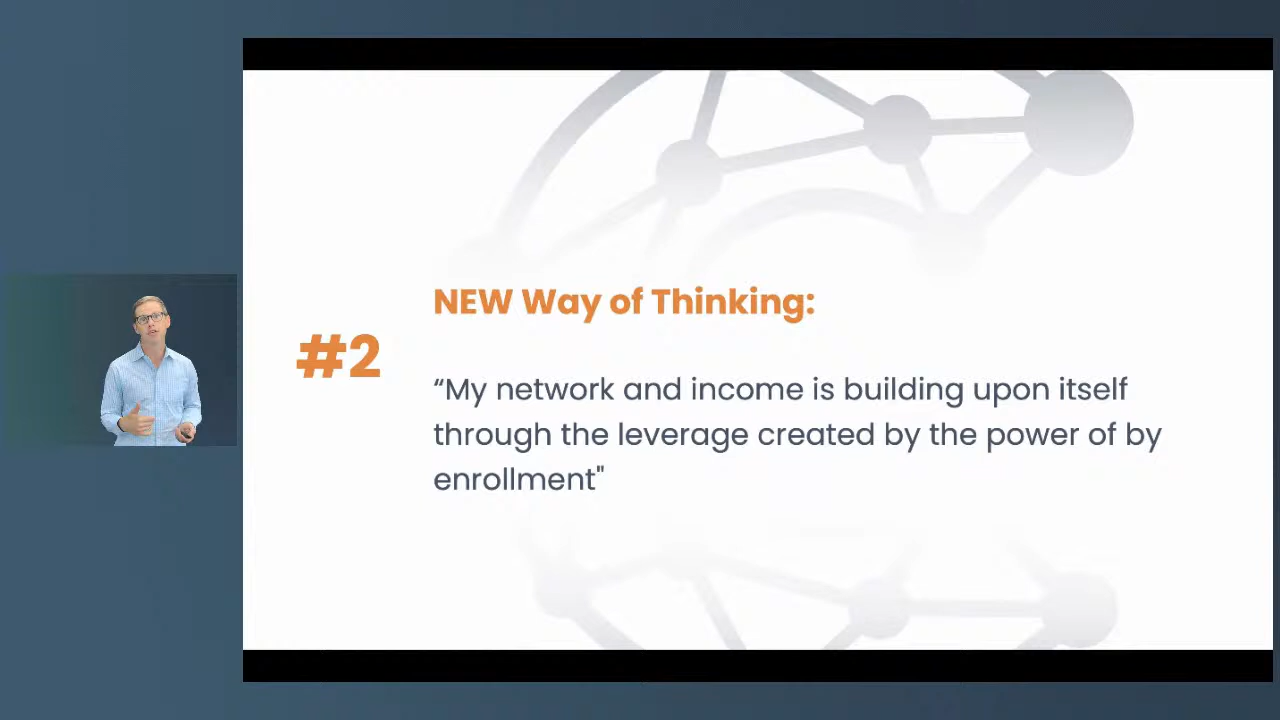 NEW Way of Thinking:
#2
“My network and income is building upon itself
through the leverage created by the power of by
enrollment"